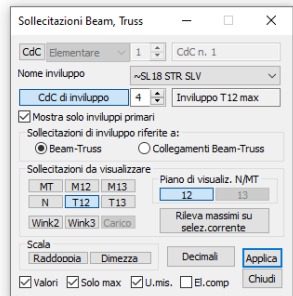 Sollecitazioni Beam, Truss
CdC Elementare 1 CdC n. 1
Nome inviluppo ~SL18 STR SLV
CdC di inviluppo 4 Inviluppo T12 max
Mostra solo inviluppi primari
Sollecitazioni di inviluppo riferite a:
Beam-Truss Collegamenti Beam-Truss
Sollecitazioni da visualizzare
Piano di visualiz. N/MT
MT M12 M13
12 13
N T12 T13
Rileva massimi su
selez.corrente
Wink2 Wink3 Carico
Scala
Raddoppia Dimezza Decimali Applica
Valori Solo max U.mis. El.comp Chiudi